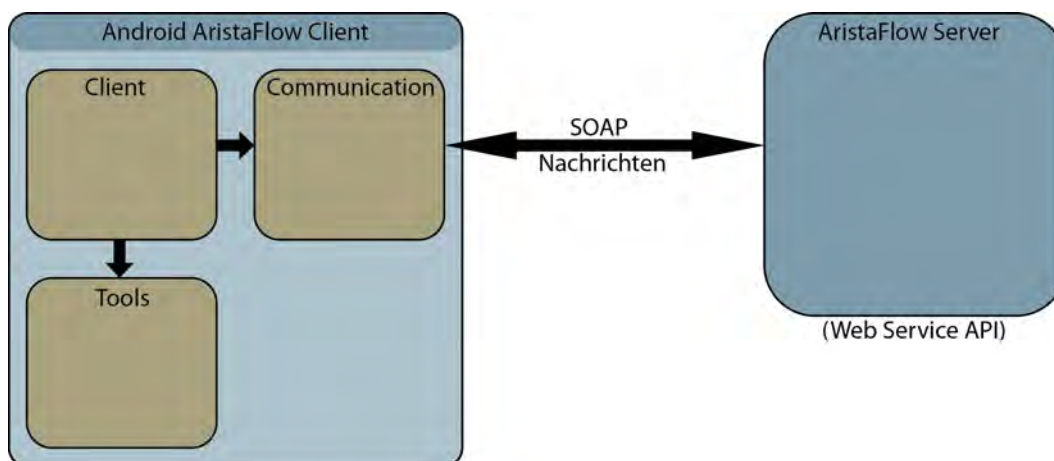 Android AristaFlow Client
Client
Communication
Tools
SOAP
Nachrichten
AristaFlow Server
(Web Service API)